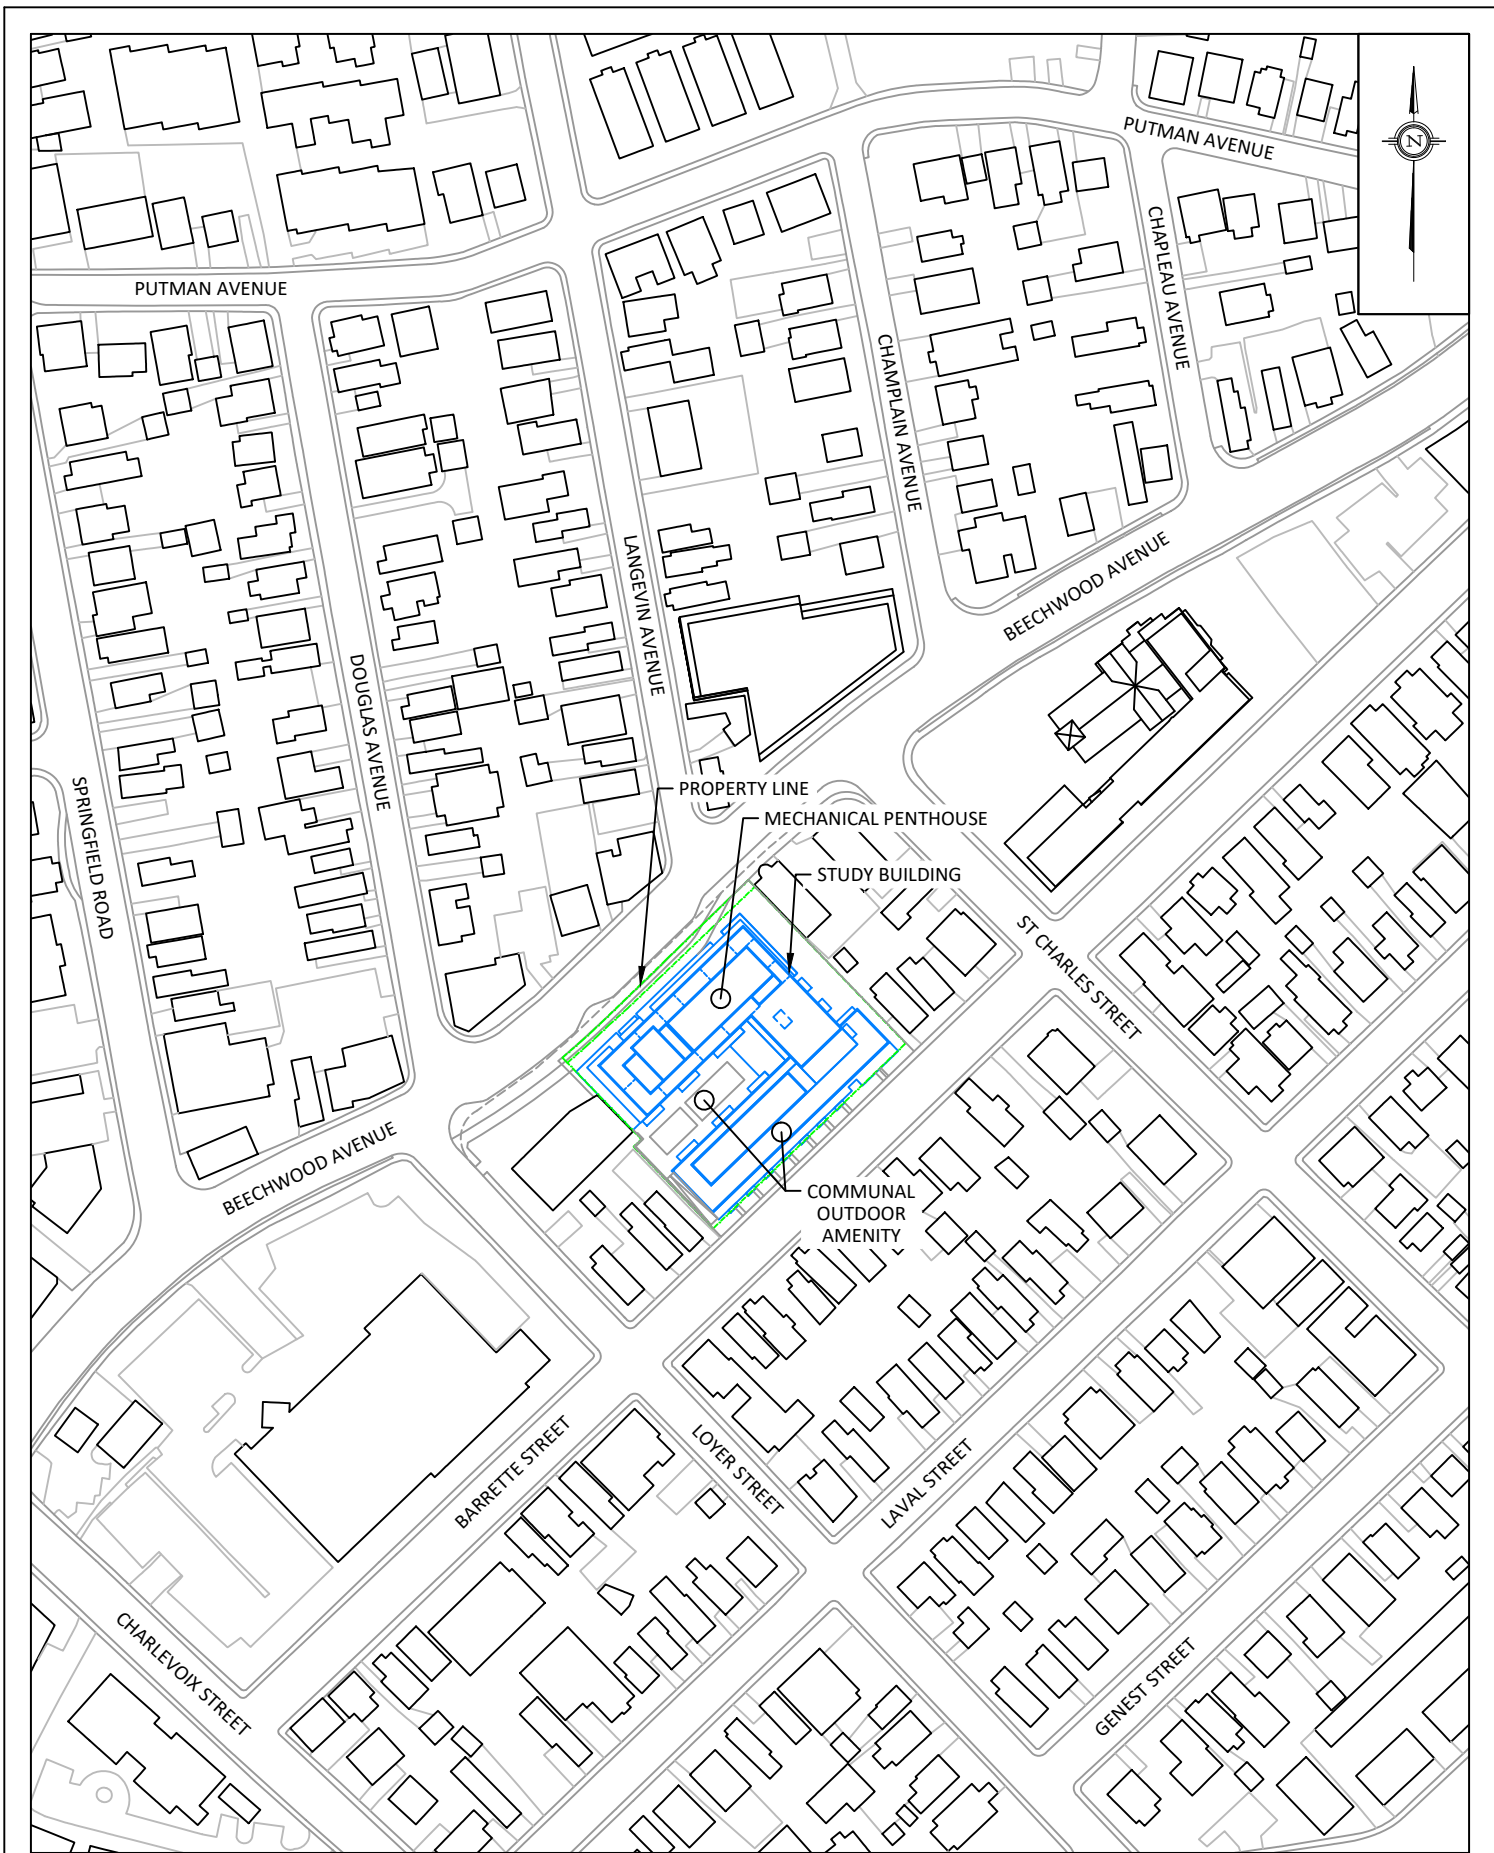 PUTMAN AVENUE
N
CHAPLEAU AVENUE
PUTMAN AVENUE
CHAMPLAIN AVENUE
LANGEVIN AVENUE
BEECHWOOD AVENUE
DOUGLAS AVENUE
SPRINGFIELD ROAD
PROPERTY LINE
MECHANICAL PENTHOUSE
STUDY BUILDING
ST CHARLES STREET
BEECHWOOD AVENUE
COMMUNAL
OUTDOOR
AMENITY
BARRETTE STREET
LOYER STREET
LAVAL STREET
CHARLEVOIX STREET
GENEST STREET